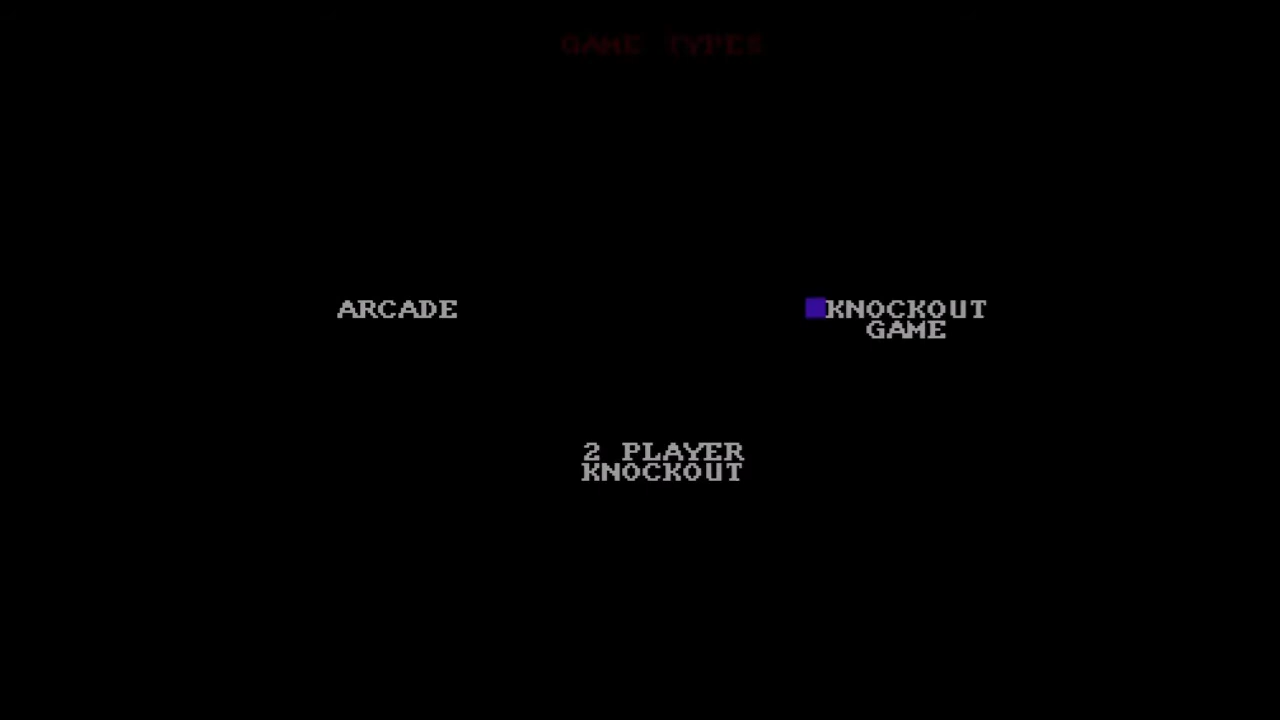 GAME TYPES
ARCADE
KNOCKOUT
GAME
2 PLAYER
KNOCKOUT